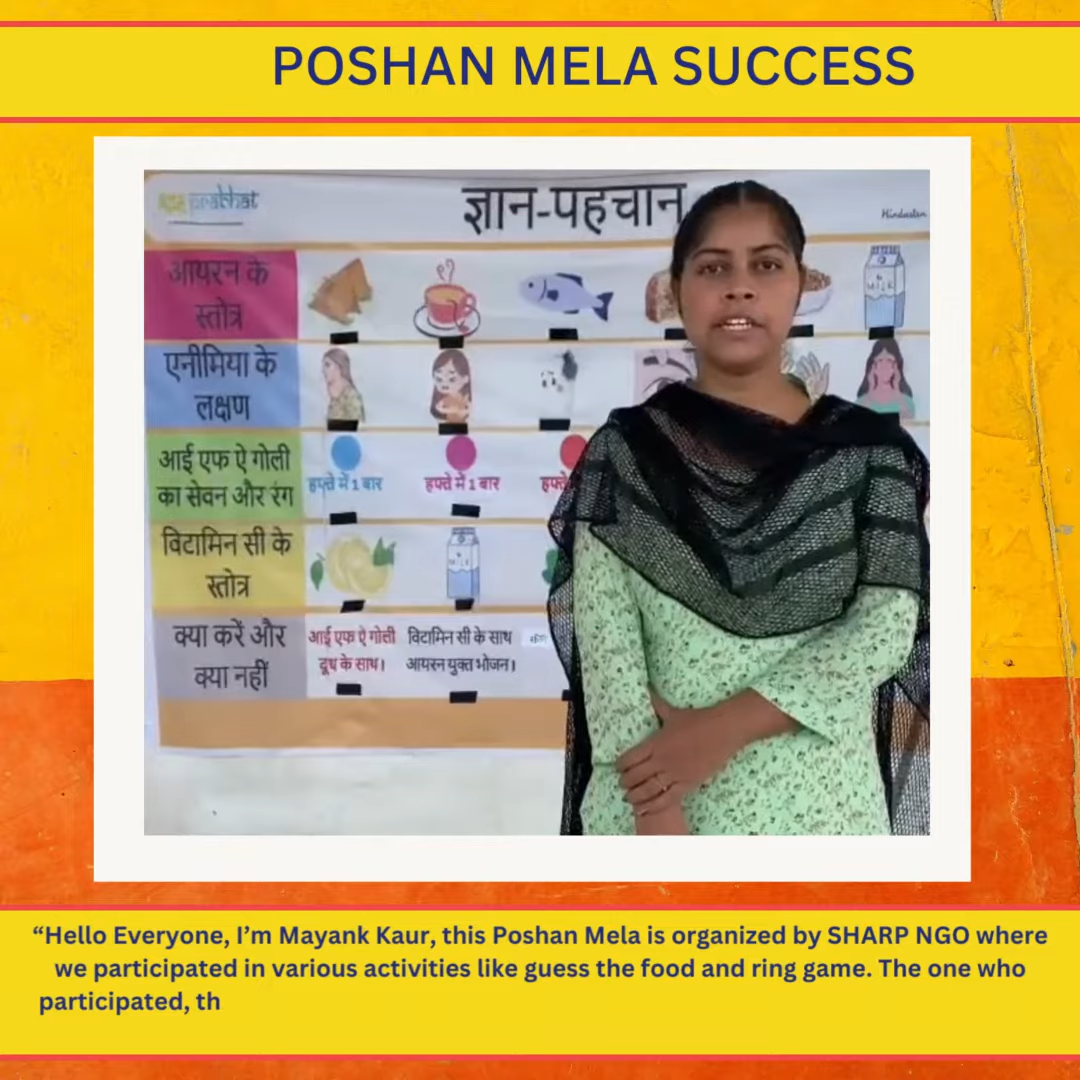 POSHAN MELA SUCCESS
prabhat
ज्ञान-पहचान
Hindustan
आयरन के
स्तोत्र
MILK
एनीमिया के
लक्षण
आई एफ ऐ गोली
का सेवन और रंग
हफ्ते में 1 बार
हफ्ते में 1 बार
विटामिन सी के
स्तोत्र
MILK
क्या करें और
क्या नहीं
आई एफ ऐ गोली
दूध के साथ।
विटामिन सी के साथ
आयरन युक्त भोजन।
“Hello Everyone, I’m Mayank Kaur, this Poshan Mela is organized by SHARP NGO where
we participated in various activities like guess the food and ring game. The one who
participated, th